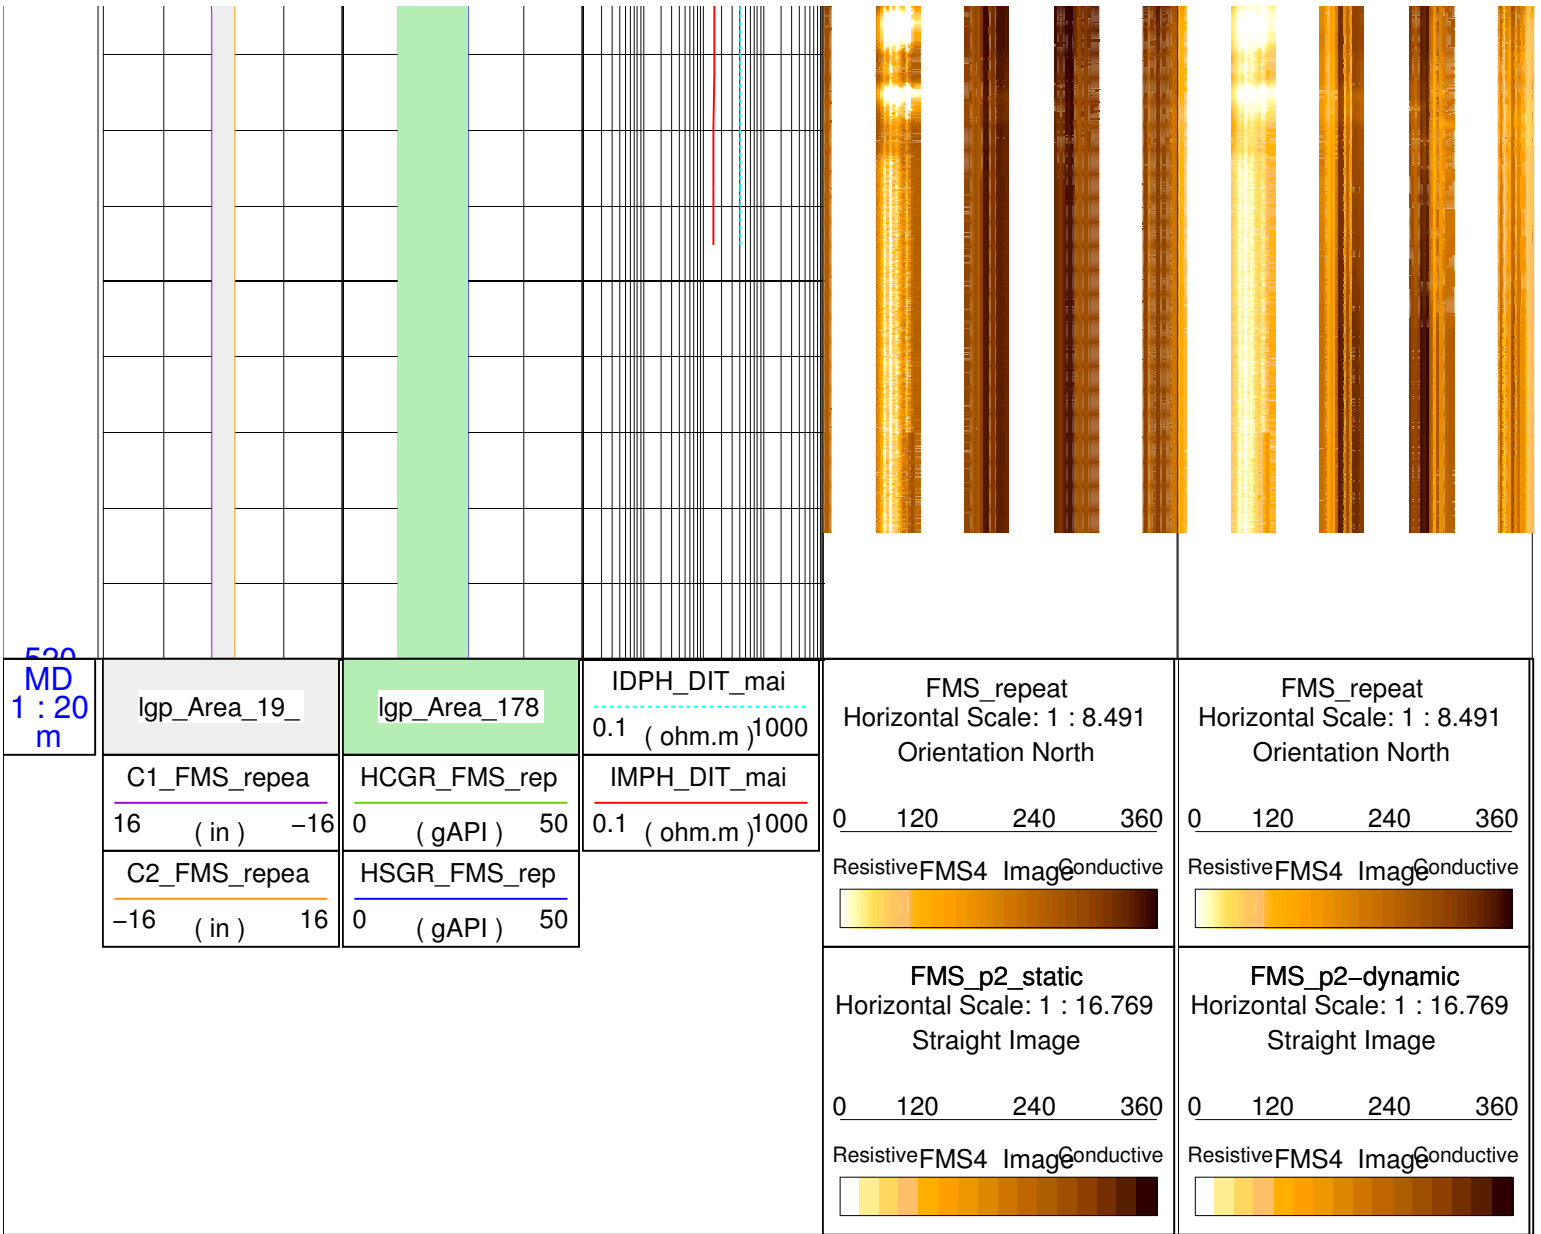 520
MD
1 : 20
m
lgp_Area_19_
C1_FMS_repea
16 ( in ) −16
C2_FMS_repea
−16 ( in ) 16
lgp_Area_178
HCGR_FMS_rep
0 ( gAPI ) 50
HSGR_FMS_rep
0 ( gAPI ) 50
IDPH_DIT_mai
0.1 ( ohm.m ) 1000
IMPH_DIT_mai
0.1 ( ohm.m ) 1000
FMS_repeat
Horizontal Scale: 1 : 8.491
Orientation North
0 120 240 360
Resistive FMS4 Image Conductive
FMS_p2_static
Horizontal Scale: 1 : 16.769
Straight Image
0 120 240 360
Resistive FMS4 Image Conductive
FMS_repeat
Horizontal Scale: 1 : 8.491
Orientation North
0 120 240 360
Resistive FMS4 Image Conductive
FMS_p2−dynamic
Horizontal Scale: 1 : 16.769
Straight Image
0 120 240 360
Resistive FMS4 Image Conductive